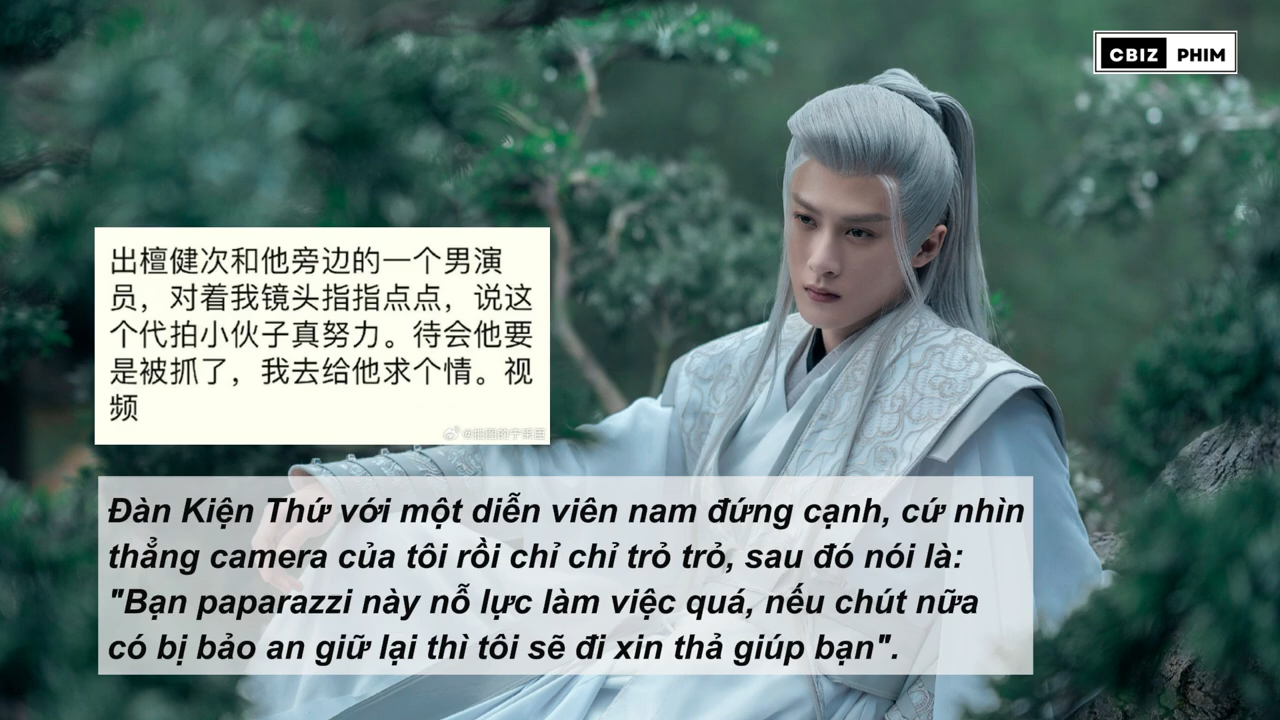 CBIZ PHIM
出檀健次和他旁边的一个男演
员，对着我镜头指指点点，说这
个代拍小伙子真努力。待会他要
是被抓了，我去给他求个情。视
频
Đàn Kiện Thứ với một diễn viên nam đứng cạnh, cứ nhìn
thẳng camera của tôi rồi chỉ chỉ trỏ trỏ, sau đó nói là:
"Bạn paparazzi này nỗ lực làm việc quá, nếu chút nữa
có bị bảo an giữ lại thì tôi sẽ đi xin thả giúp bạn".